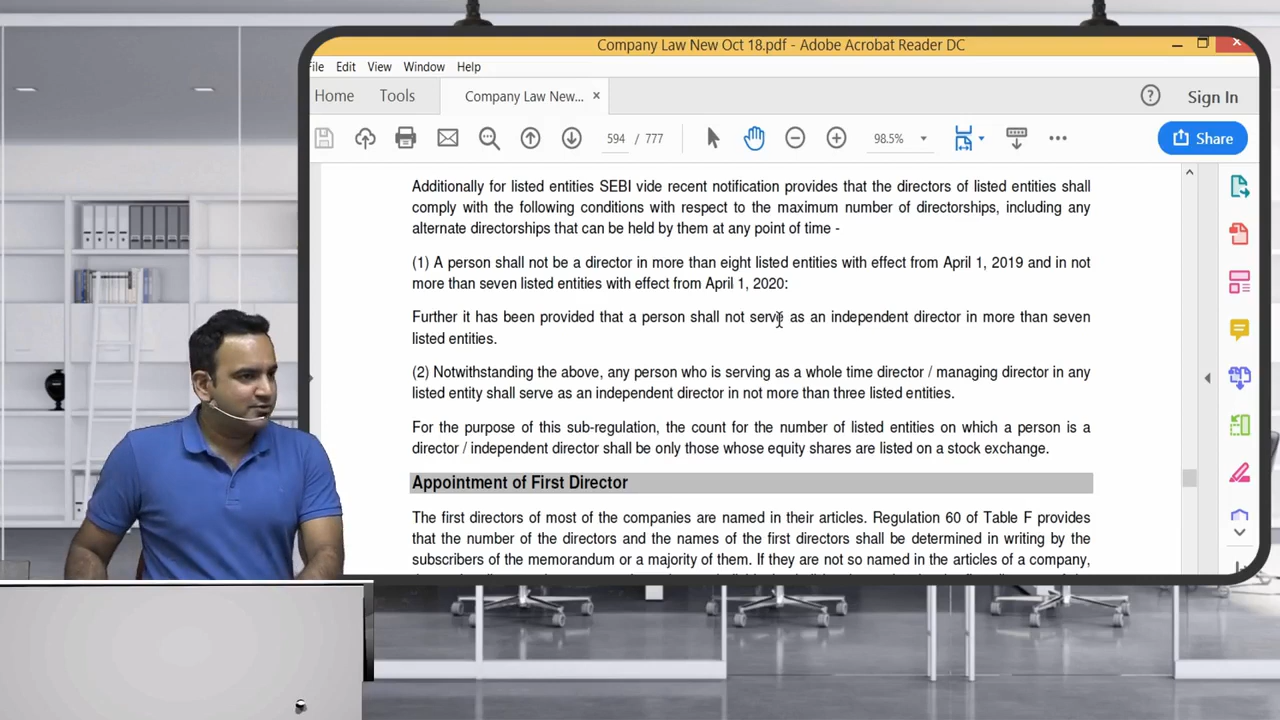 Company Law New Oct 18.pdf - Adobe Acrobat Reader DC
File Edit View Window Help
Home Tools Company Law New... × Sign In
594 / 777 98.5% Share
Additionally for listed entities SEBI vide recent notification provides that the directors of listed entities shall
comply with the following conditions with respect to the maximum number of directorships, including any
alternate directorships that can be held by them at any point of time -
(1) A person shall not be a director in more than eight listed entities with effect from April 1, 2019 and in not
more than seven listed entities with effect from April 1, 2020:
Further it has been provided that a person shall not serve as an independent director in more than seven
listed entities.
(2) Notwithstanding the above, any person who is serving as a whole time director / managing director in any
listed entity shall serve as an independent director in not more than three listed entities.
For the purpose of this sub-regulation, the count for the number of listed entities on which a person is a
director / independent director shall be only those whose equity shares are listed on a stock exchange.
Appointment of First Director
The first directors of most of the companies are named in their articles. Regulation 60 of Table F provides
that the number of the directors and the names of the first directors shall be determined in writing by the
subscribers of the memorandum or a majority of them. If they are not so named in the articles of a company,